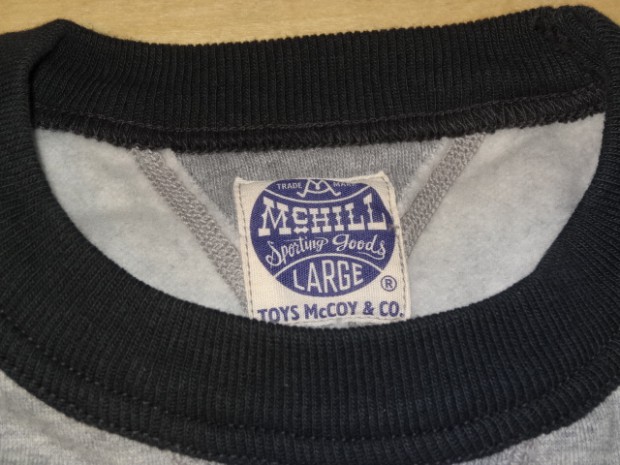 TRADE MARK
McHILL
Sporting Goods
LARGE
®
TOYS McCOY & CO.